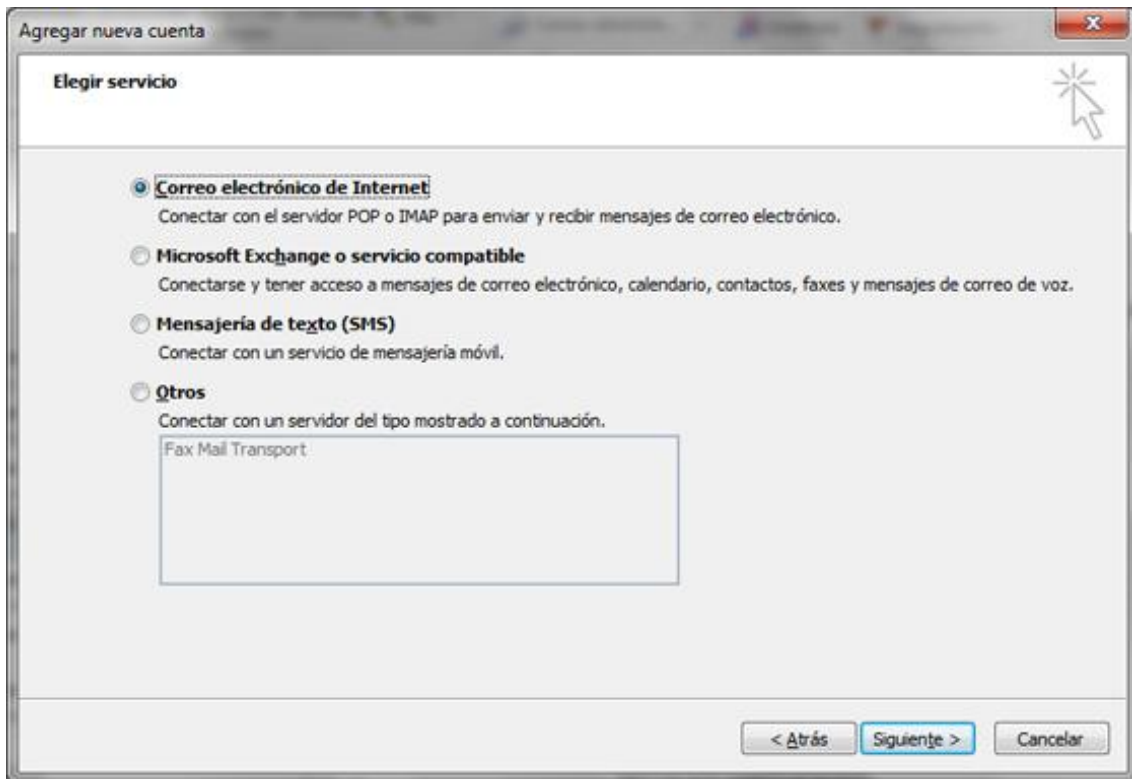 Agregar nueva cuenta
Elegir servicio
Correo electrónico de Internet
Conectar con el servidor POP o IMAP para enviar y recibir mensajes de correo electrónico.
Microsoft Exchange o servicio compatible
Conectarse y tener acceso a mensajes de correo electrónico, calendario, contactos, faxes y mensajes de correo de voz.
Mensajería de texto (SMS)
Conectar con un servicio de mensajería móvil.
Otros
Conectar con un servidor del tipo mostrado a continuación.
Fax Mail Transport
< Atrás
Siguiente >
Cancelar